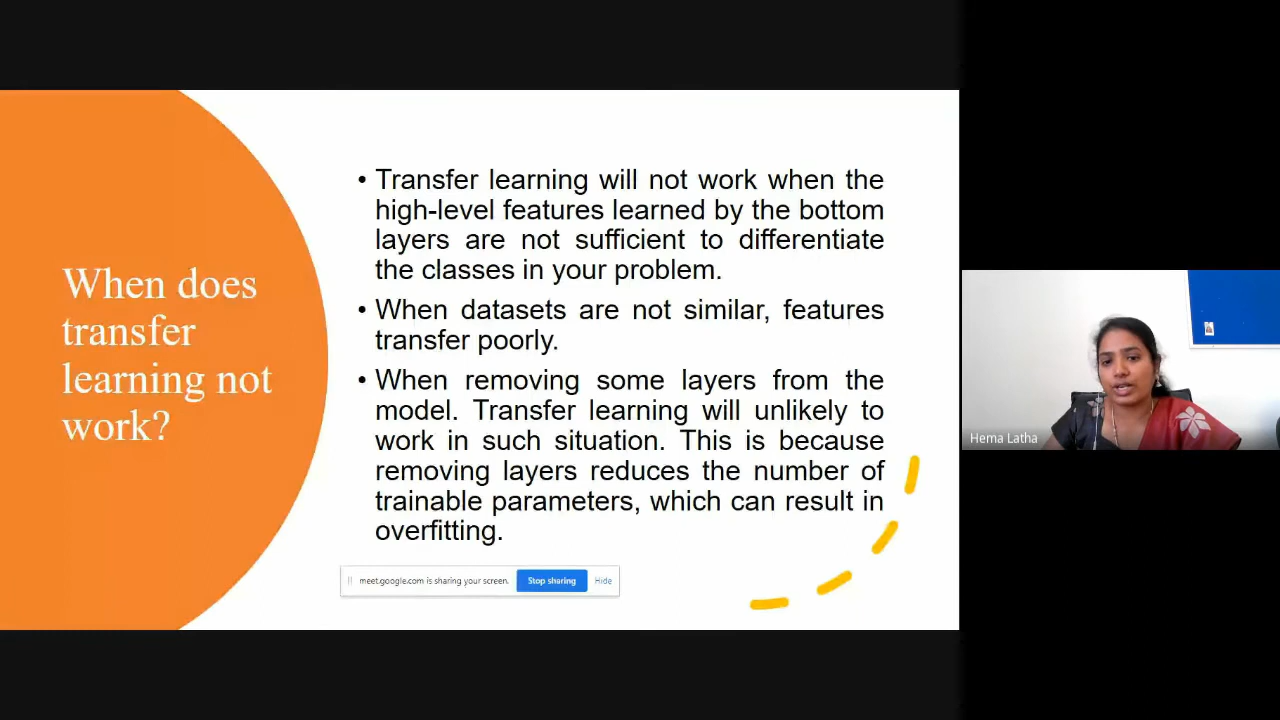 When does
transfer
learning not
work?
• Transfer learning will not work when the
high-level features learned by the bottom
layers are not sufficient to differentiate
the classes in your problem.
• When datasets are not similar, features
transfer poorly.
• When removing some layers from the
model. Transfer learning will unlikely to
work in such situation. This is because
removing layers reduces the number of
trainable parameters, which can result in
overfitting.
meet.google.com is sharing your screen. Stop sharing Hide
Hema Latha